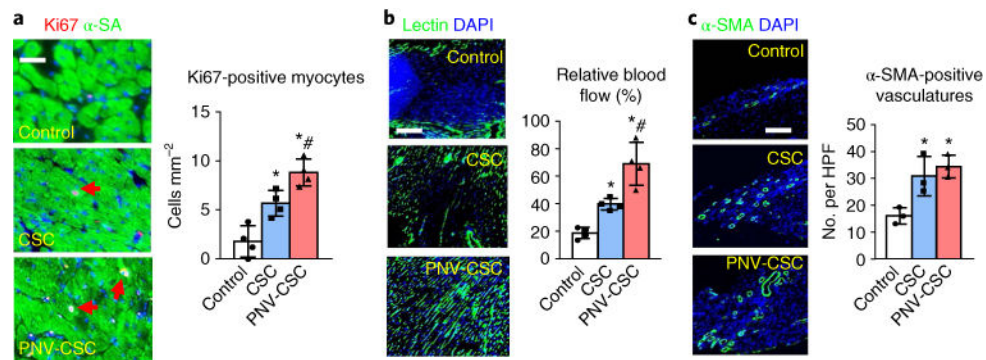 a
Ki67 α-SA
Control
CSC
PNV-CSC
Ki67-positive myocytes
Cells mm⁻²
15
10
5
0
*
*#
Control
CSC
PNV-CSC
b
Lectin DAPI
Control
CSC
PNV-CSC
Relative blood
flow (%)
100
80
60
40
20
0
*
*#
Control
CSC
PNV-CSC
c
α-SMA DAPI
Control
CSC
PNV-CSC
α-SMA-positive
vasculatures
No. per HPF
50
40
30
20
10
0
*
*
Control
CSC
PNV-CSC